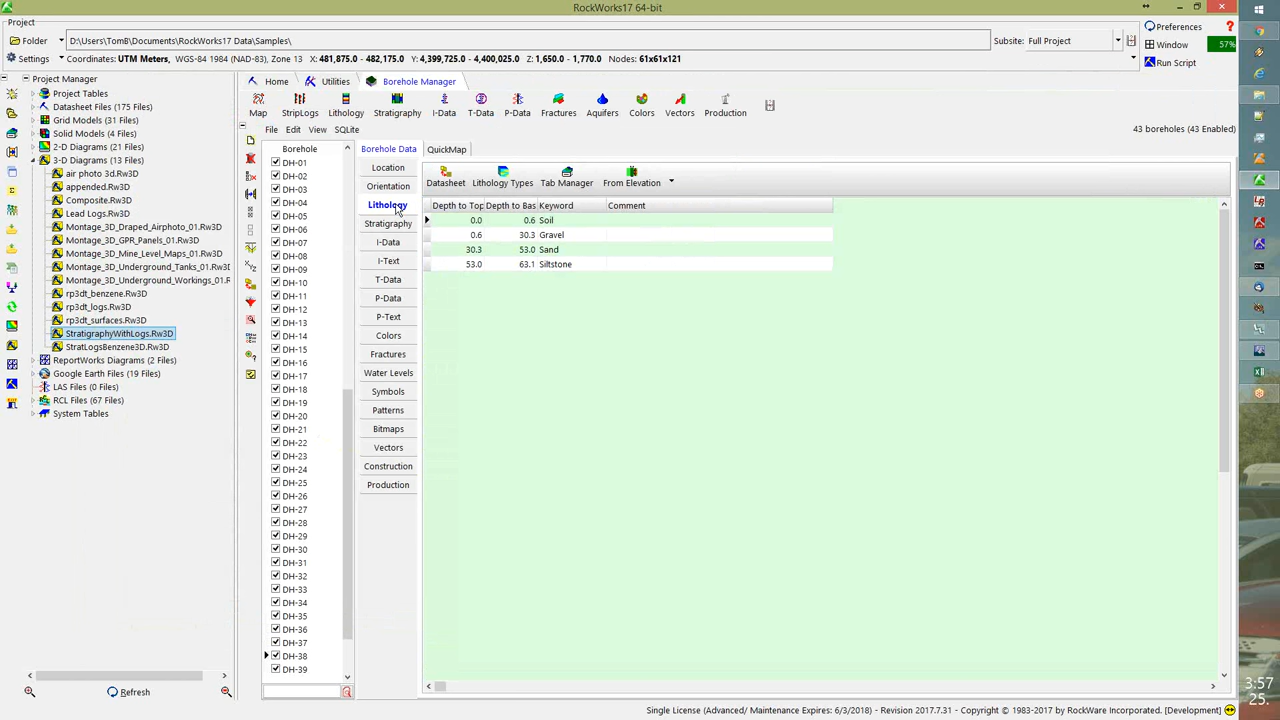 RockWorks17 64-bit
Project
Folder
D:\Users\TomB\Documents\RockWorks17 Data\Samples\
Subsite: Full Project
Preferences
?
Settings
Coordinates: UTM Meters, WGS-84 1984 (NAD-83), Zone 13 X: 481,875.0 - 482,175.0 Y: 4,399,725.0 - 4,400,025.0 Z: 1,650.0 - 1,770.0 Nodes: 61x61x121
Window
57%
Run Script
Project Manager
Project Tables
Datasheet Files (175 Files)
Grid Models (31 Files)
Solid Models (4 Files)
2-D Diagrams (21 Files)
3-D Diagrams (13 Files)
air photo 3d.Rw3D
appended.Rw3D
Composite.Rw3D
Lead Logs.Rw3D
Montage_3D_Draped_Airphoto_01.Rw3D
Montage_3D_GPR_Panels_01.Rw3D
Montage_3D_Mine_Level_Maps_01.Rw3D
Montage_3D_Underground_Tanks_01.Rw3D
Montage_3D_Underground_Workings_01.Rw3D
rp3dt_benzene.Rw3D
rp3dt_logs.Rw3D
rp3dt_surfaces.Rw3D
StratigraphyWithLogs.Rw3D
StratLogsBenzene3D.Rw3D
ReportWorks Diagrams (2 Files)
Google Earth Files (19 Files)
LAS Files (0 Files)
RCL Files (67 Files)
System Tables
Refresh
Home
Utilities
Borehole Manager
Map
StripLogs
Lithology
Stratigraphy
I-Data
T-Data
P-Data
Fractures
Aquifers
Colors
Vectors
Production
File Edit View SQLite
43 boreholes (43 Enabled)
Borehole
DH-01
DH-02
DH-03
DH-04
DH-05
DH-06
DH-07
DH-08
DH-09
DH-10
DH-11
DH-12
DH-13
DH-14
DH-15
DH-16
DH-17
DH-18
DH-19
DH-20
DH-21
DH-22
DH-23
DH-24
DH-25
DH-26
DH-27
DH-28
DH-29
DH-30
DH-31
DH-32
DH-33
DH-34
DH-35
DH-36
DH-37
DH-38
DH-39
Borehole Data
QuickMap
Location
Orientation
Lithology
Stratigraphy
I-Data
I-Text
T-Data
P-Data
P-Text
Colors
Fractures
Water Levels
Symbols
Patterns
Bitmaps
Vectors
Construction
Production
Datasheet
Lithology Types
Tab Manager
From Elevation
Depth to Top Depth to Bas Keyword Comment
0.0 0.6 Soil
0.6 30.3 Gravel
30.3 53.0 Sand
53.0 63.1 Siltstone
Single License (Advanced/ Maintenance Expires: 6/3/2018) - Revision 2017.7.31 - Copyright © 1983-2017 by RockWare Incorporated. [Development]
3:57
25.